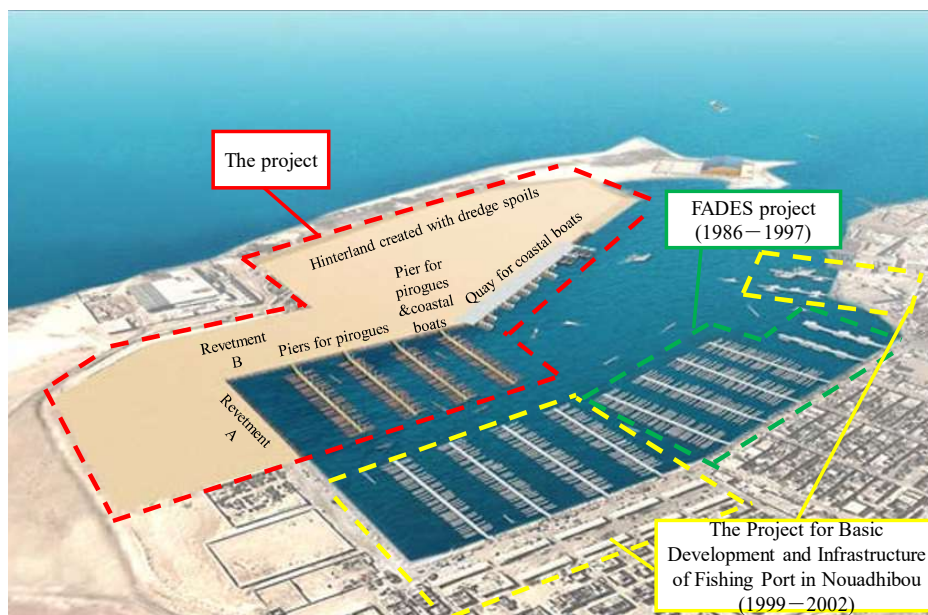 The project
FADES project
(1986－1997)
Hinterland created with dredge spoils
Pier for
pirogues
&coastal
boats
Quay for coastal boats
Revetment
B
Piers for pirogues
Revetment
A
The Project for Basic
Development and Infrastructure
of Fishing Port in Nouadhibou
(1999－2002)